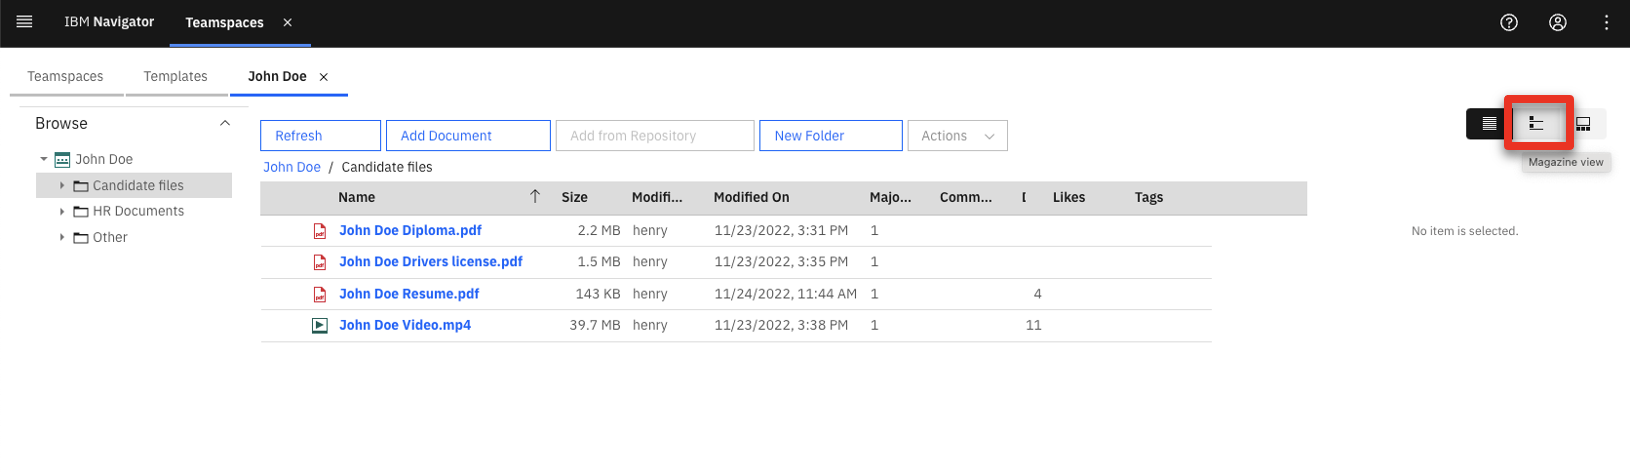 IBM Navigator Teamspaces
Teamspaces Templates John Doe
Browse
John Doe
Candidate files
HR Documents
Other
Refresh Add Document Add from Repository New Folder Actions
John Doe / Candidate files
Name Size Modifi... Modified On Majo... Comm... Likes Tags
John Doe Diploma.pdf 2.2 MB henry 11/23/2022, 3:31 PM 1
John Doe Drivers license.pdf 1.5 MB henry 11/23/2022, 3:35 PM 1
John Doe Resume.pdf 143 KB henry 11/24/2022, 11:44 AM 1 4
John Doe Video.mp4 39.7 MB henry 11/23/2022, 3:38 PM 1 11
Magazine view
No item is selected.